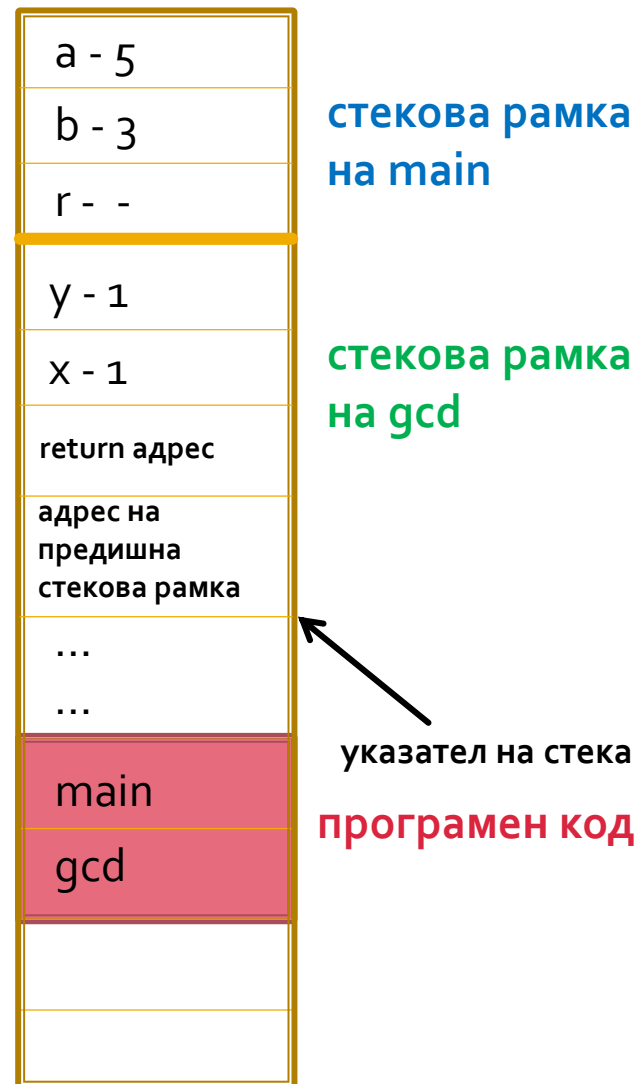 a - 5
b - 3
r - -
стекова рамка
на main
y - 1
x - 1
return адрес
адрес на
предишна
стекова рамка
стекова рамка
на gcd
...
...
указател на стека
main
gcd
програмен код